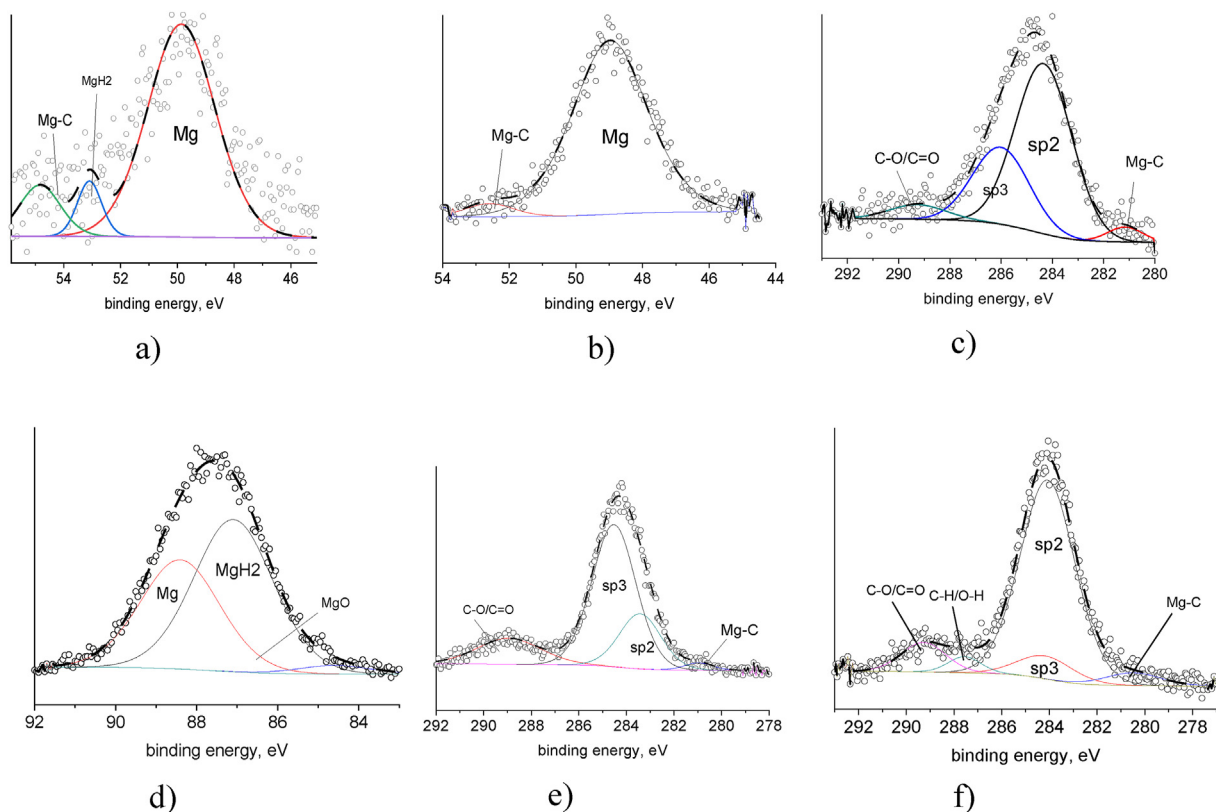 MgH2
Mg-C
Mg
54 52 50 48 46
binding energy, eV
a)
Mg-C
Mg
54 52 50 48 46 44
binding energy, eV
b)
C-O/C=O
sp3
sp2
Mg-C
292 290 288 286 284 282 280
binding energy, eV
c)
Mg
MgH2
MgO
92 90 88 86 84
binding energy, eV
d)
C-O/C=O
sp3
sp2
Mg-C
292 290 288 286 284 282 280 278
binding energy, eV
e)
C-O/C=O
C-H/O-H
sp2
sp3
Mg-C
292 290 288 286 284 282 280 278
binding energy, eV
f)